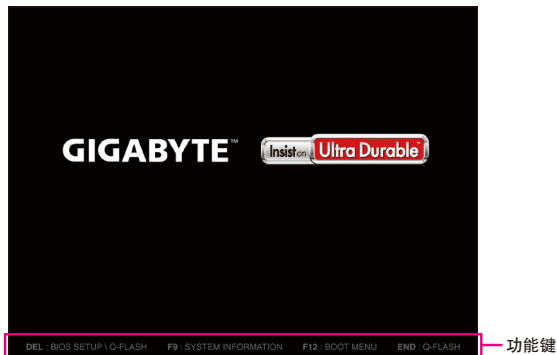 GIGABYTE™ Insist on Ultra Durable™
DEL : BIOS SETUP \ Q-FLASH F9 : SYSTEM INFORMATION F12 : BOOT MENU END : Q-FLASH
功能键